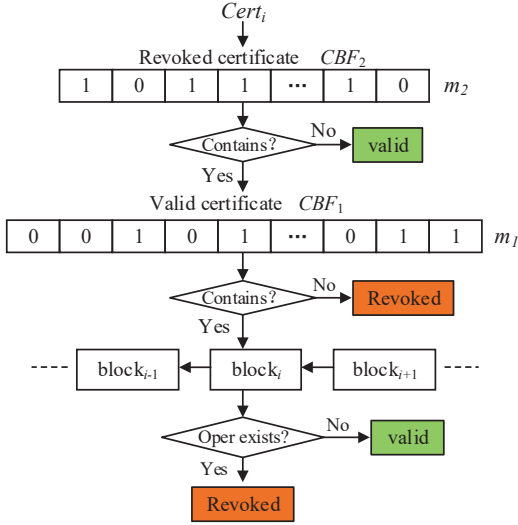 Cert_i
Revoked certificate CBF_2
1 0 1 1 ··· 1 0 m_2
Contains? No valid
Yes
Valid certificate CBF_1
0 0 1 0 1 ··· 0 1 1 m_1
Contains? No Revoked
Yes
block_{i-1} block_i block_{i+1}
Oper exists? No valid
Yes
Revoked